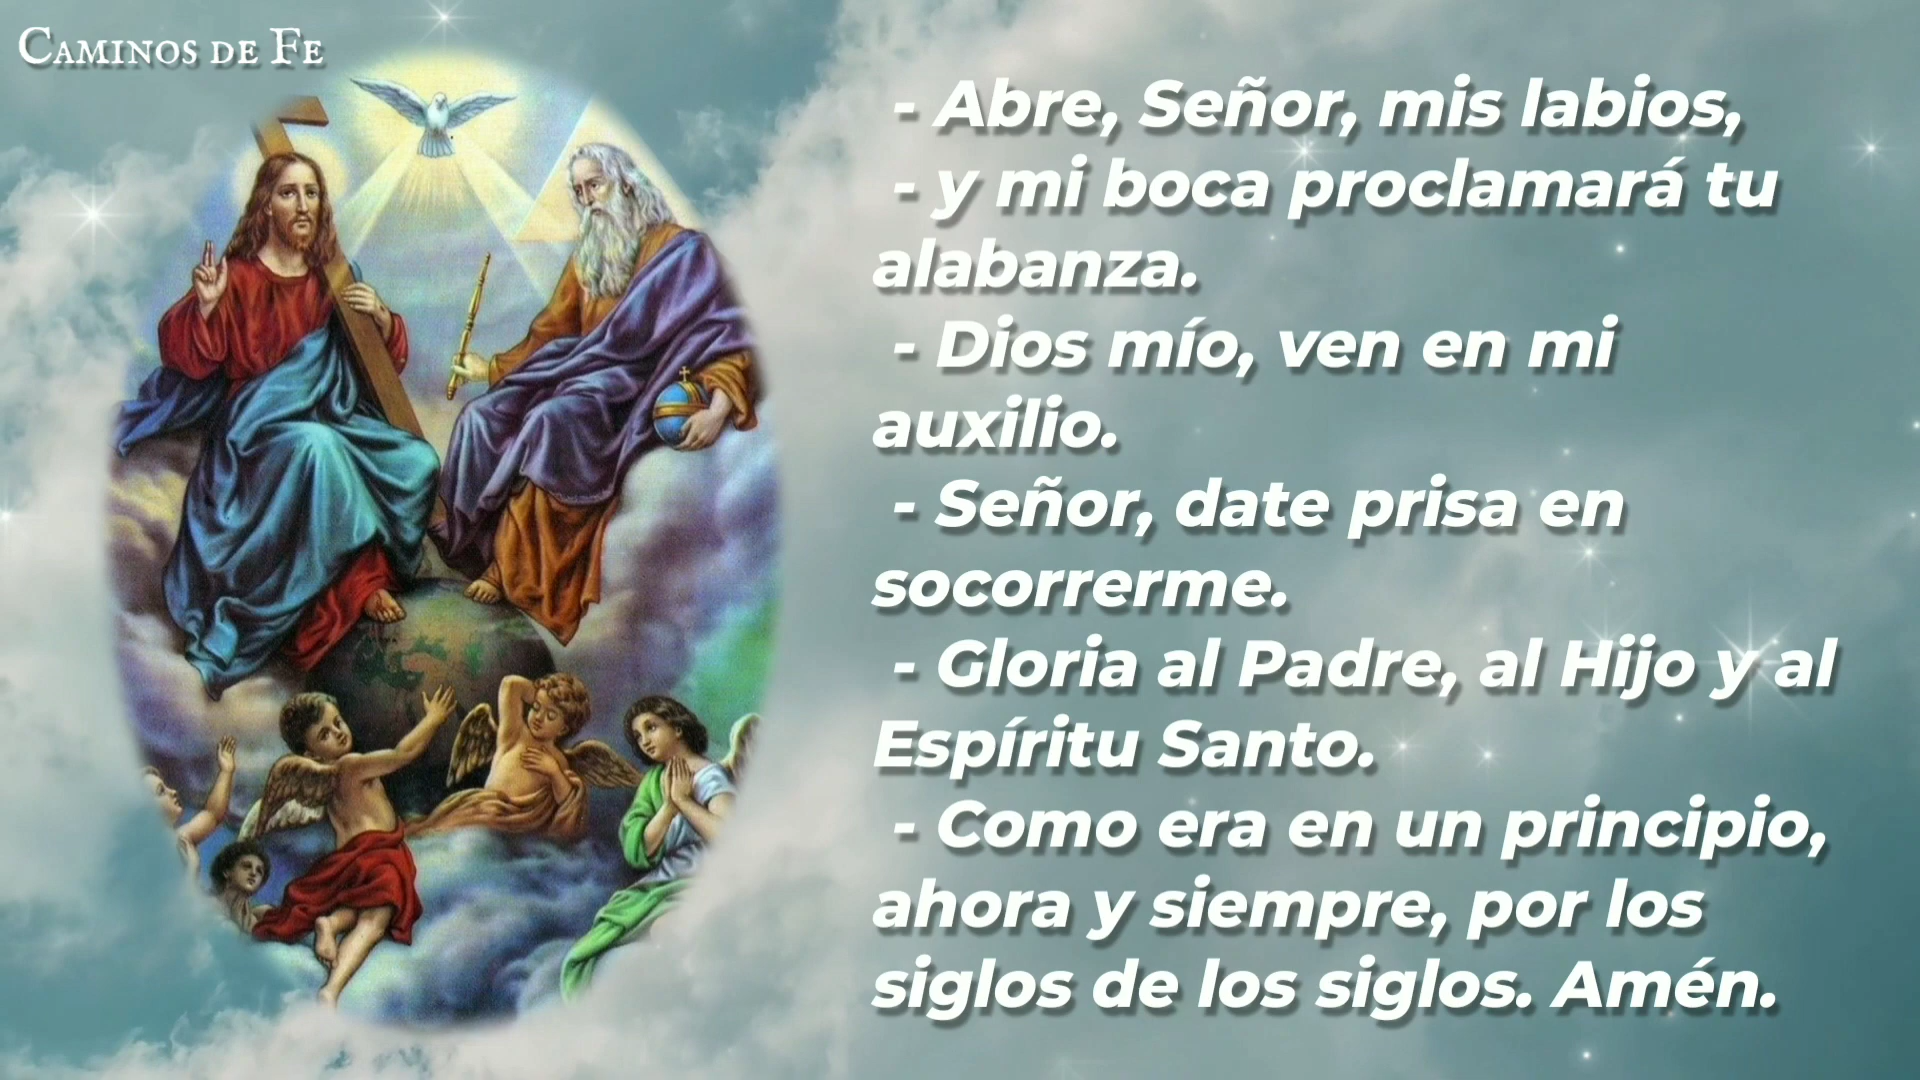 Caminos de Fe
- Abre, Señor, mis labios,
- y mi boca proclamará tu
alabanza.
- Dios mío, ven en mi
auxilio.
- Señor, date prisa en
socorrerme.
- Gloria al Padre, al Hijo y al
Espíritu Santo.
- Como era en un principio,
ahora y siempre, por los
siglos de los siglos. Amén.